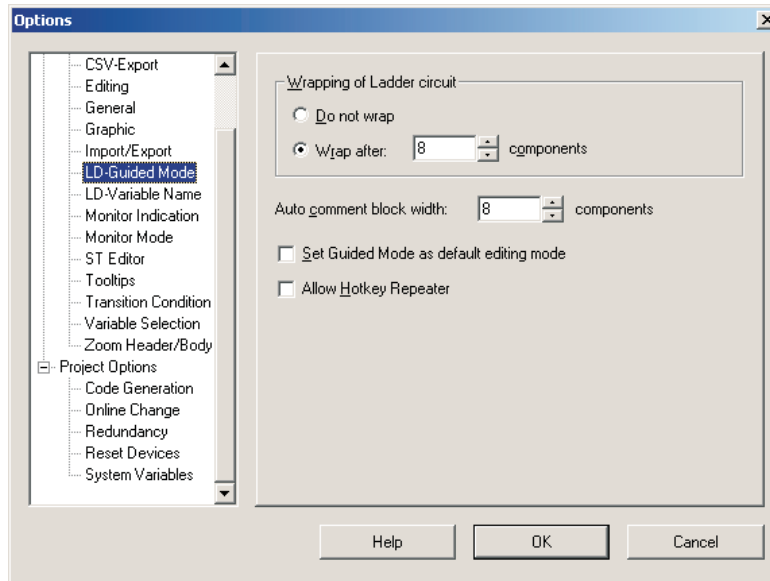 Options
CSV-Export
Editing
General
Graphic
Import/Export
LD-Guided Mode
LD-Variable Name
Monitor Indication
Monitor Mode
ST Editor
Tooltips
Transition Condition
Variable Selection
Zoom Header/Body
Project Options
Code Generation
Online Change
Redundancy
Reset Devices
System Variables
Wrapping of Ladder circuit
Do not wrap
Wrap after: 8 components
Auto comment block width: 8 components
Set Guided Mode as default editing mode
Allow Hotkey Repeater
Help OK Cancel